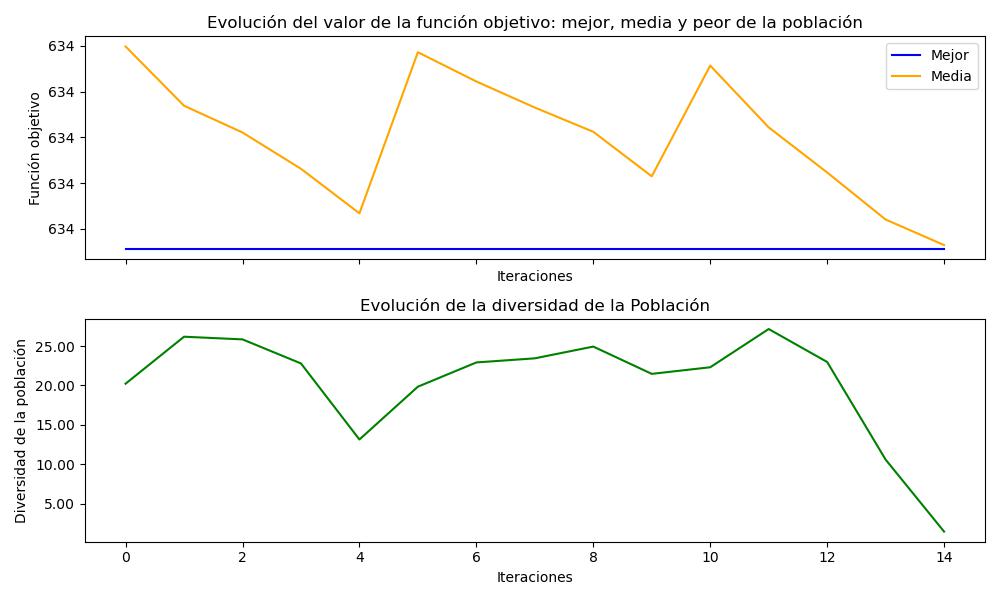 Evolución del valor de la función objetivo: mejor, media y peor de la población
634
634
634
634
634
Función objetivo
Mejor
Media
Iteraciones
Evolución de la diversidad de la Población
25.00
20.00
15.00
10.00
5.00
Diversidad de la población
0 2 4 6 8 10 12 14
Iteraciones